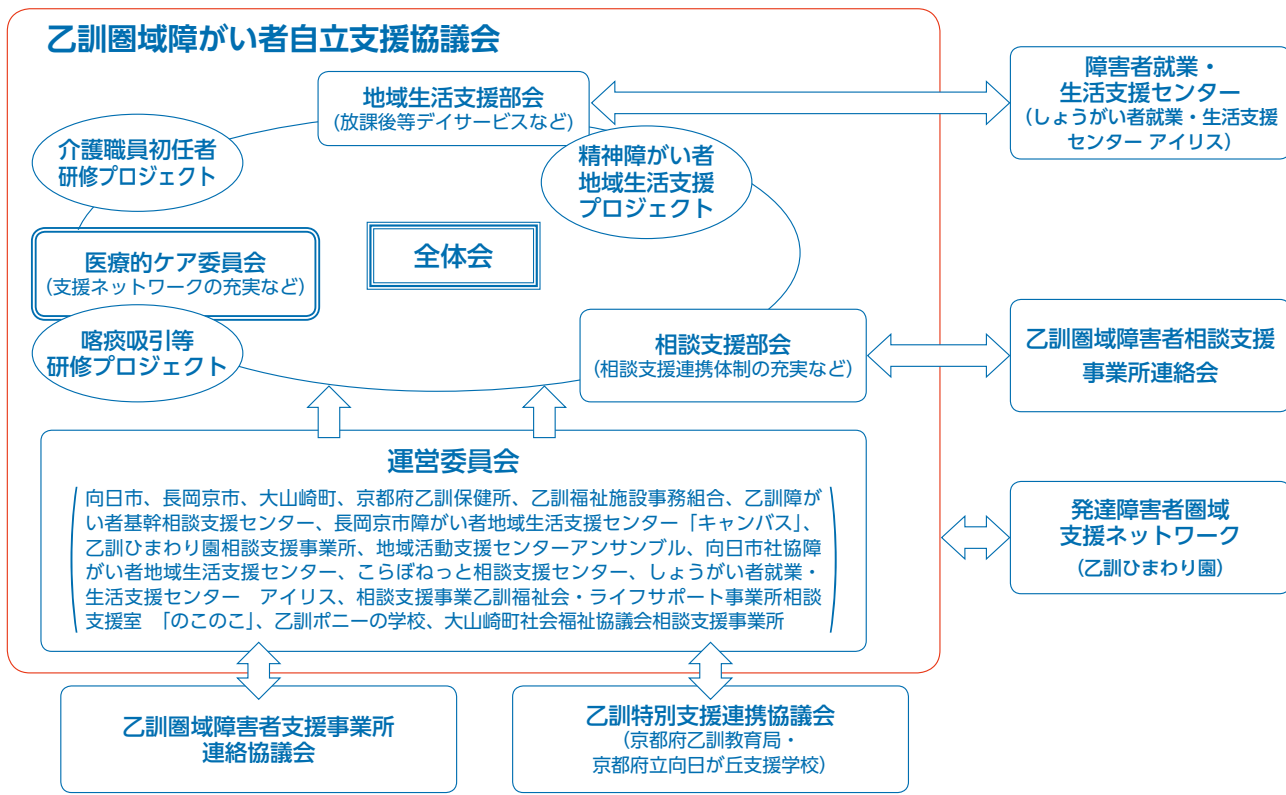 乙訓圏域障がい者自立支援協議会
地域生活支援部会
(放課後等デイサービスなど)
障害者就業・
生活支援センター
(しょうがい者就業・生活支援
センター アイリス)
介護職員初任者
研修プロジェクト
精神障がい者
地域生活支援
プロジェクト
医療的ケア委員会
(支援ネットワークの充実など)
全体会
喀痰吸引等
研修プロジェクト
相談支援部会
(相談支援連携体制の充実など)
乙訓圏域障害者相談支援
事業所連絡会
運営委員会
向日市、長岡京市、大山崎町、京都府乙訓保健所、乙訓福祉施設事務組合、乙訓障が
い者基幹相談支援センター、長岡京市障がい者地域生活支援センター「キャンバス」、
乙訓ひまわり園相談支援事業所、地域活動支援センターアンサンブル、向日市社協障
がい者地域生活支援センター、こらぼねっと相談支援センター、しょうがい者就業・
生活支援センター　アイリス、相談支援事業乙訓福祉会・ライフサポート事業所相談
支援室　「のこのこ」、乙訓ポニーの学校、大山崎町社会福祉協議会相談支援事業所
発達障害者圏域
支援ネットワーク
(乙訓ひまわり園)
乙訓圏域障害者支援事業所
連絡協議会
乙訓特別支援連携協議会
(京都府乙訓教育局・
京都府立向日が丘支援学校)